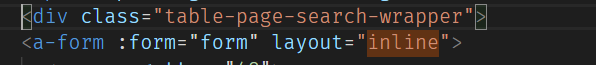 <div class="table-page-search-wrapper">
<a-form :form="form" layout="inline">